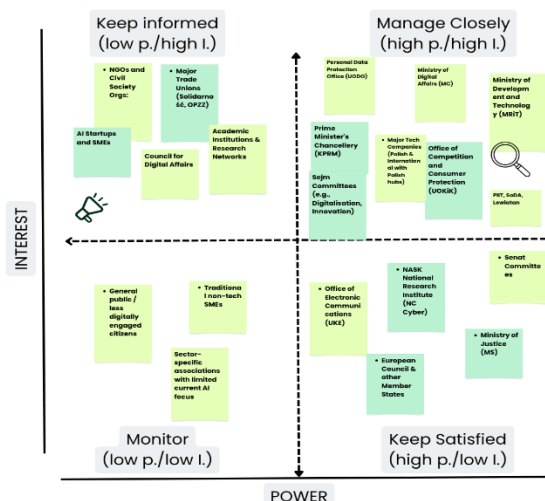 Keep informed
(low p./high I.)
Manage Closely
(high p./high I.)
NGOs and
Civil
Society
Orgs:
Major
Trade
Unions
(Solidarno
ść, OPZZ)
AI Startups
and SMEs
Council for
Digital Affairs
Academic
Institutions &
Research
Networks
Personal Data
Protection
Office (UODO)
Ministry of
Digital
Affairs (MC)
Ministry of
Developm
ent and
Technolog
y (MRiT)
Prime
Minister's
Chancellery
(KPRM)
Major Tech
Companies
(Polish &
Internation
al with
Polish
hubs)
Office of
Competition
and
Consumer
Protection
(UOKiK)
Sejm
Committees
(e.g.,
Digitalisation,
Innovation)
PIIT, SoDA,
Lewiatan
INTEREST
General
public /
less
digitally
engaged
citizens
Traditiona
l non-tech
SMEs
Sector-
specific
associations
with limited
current AI
focus
Office of
Electronic
Communi
cations
(UKE)
NASK
National
Research
Institute
(NC
Cyber)
Senat
Committe
es
Ministry of
Justice
(MS)
European
Council &
other
Member
States
Monitor
(low p./low I.)
Keep Satisfied
(high p./low I.)
POWER